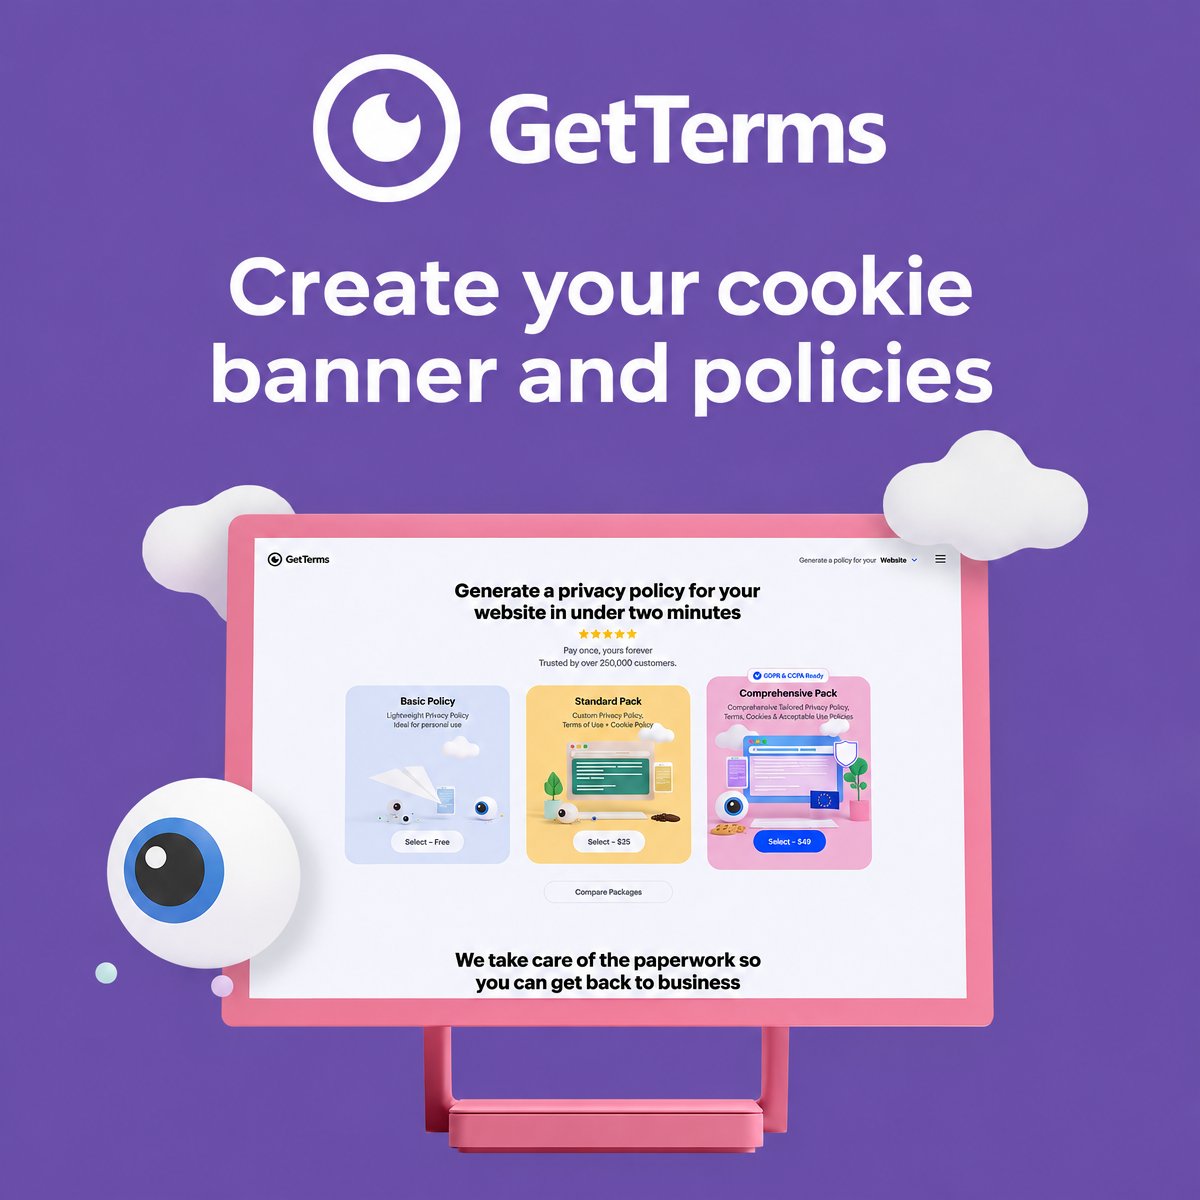 GetTerms
Create your cookie
banner and policies
GetTerms
Generate a policy for your Website
Generate a privacy policy for your
website in under two minutes
Pay once, yours forever
Trusted by over 250,000 customers.
Basic Policy
Lightweight Privacy Policy
Ideal for personal use
Select – Free
Standard Pack
Custom Privacy Policy,
Terms of Use + Cookie Policy
Select – $25
GDPR & CCPA Ready
Comprehensive Pack
Comprehensive Tailored Privacy Policy,
Terms, Cookies & Acceptable Use Policies
Select – $49
Compare Packages
We take care of the paperwork so
you can get back to business